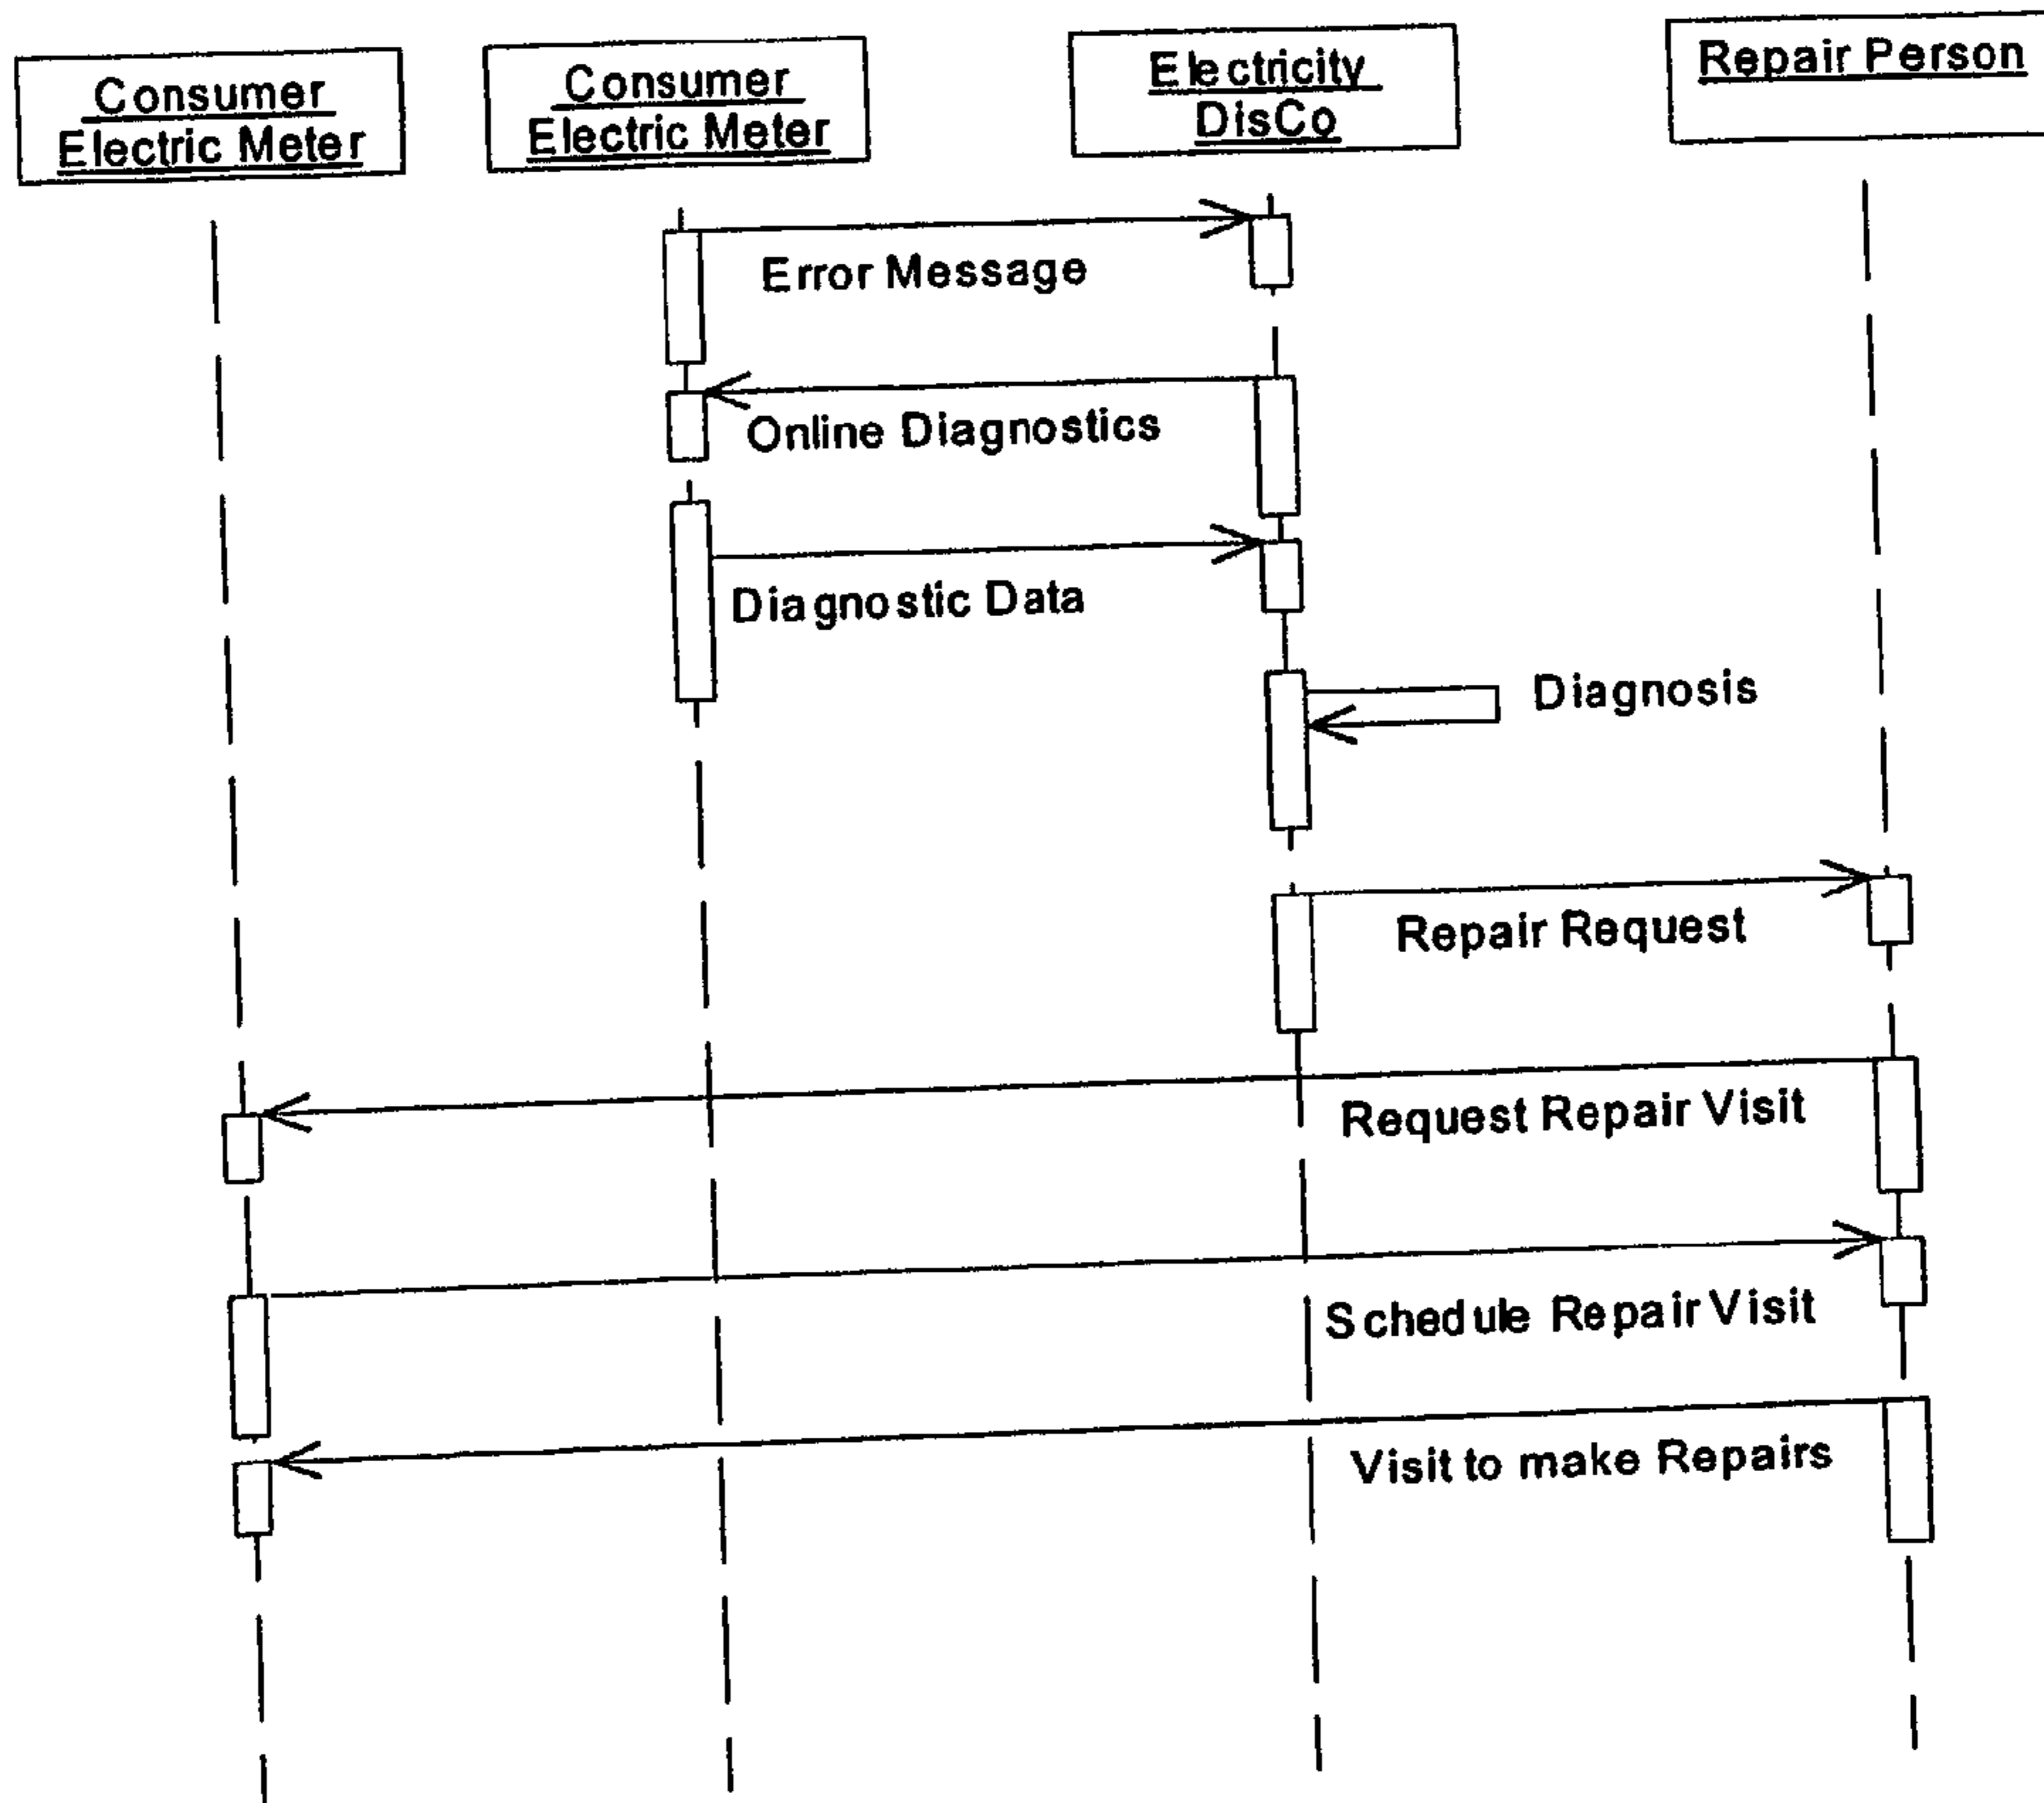 Consumer
Electric Meter
Consumer
Electric Meter
Electricity
DisCo
Repair Person
Error Message
Online Diagnostics
Diagnostic Data
Diagnosis
Repair Request
Request Repair Visit
Schedule Repair Visit
Visit to make Repairs